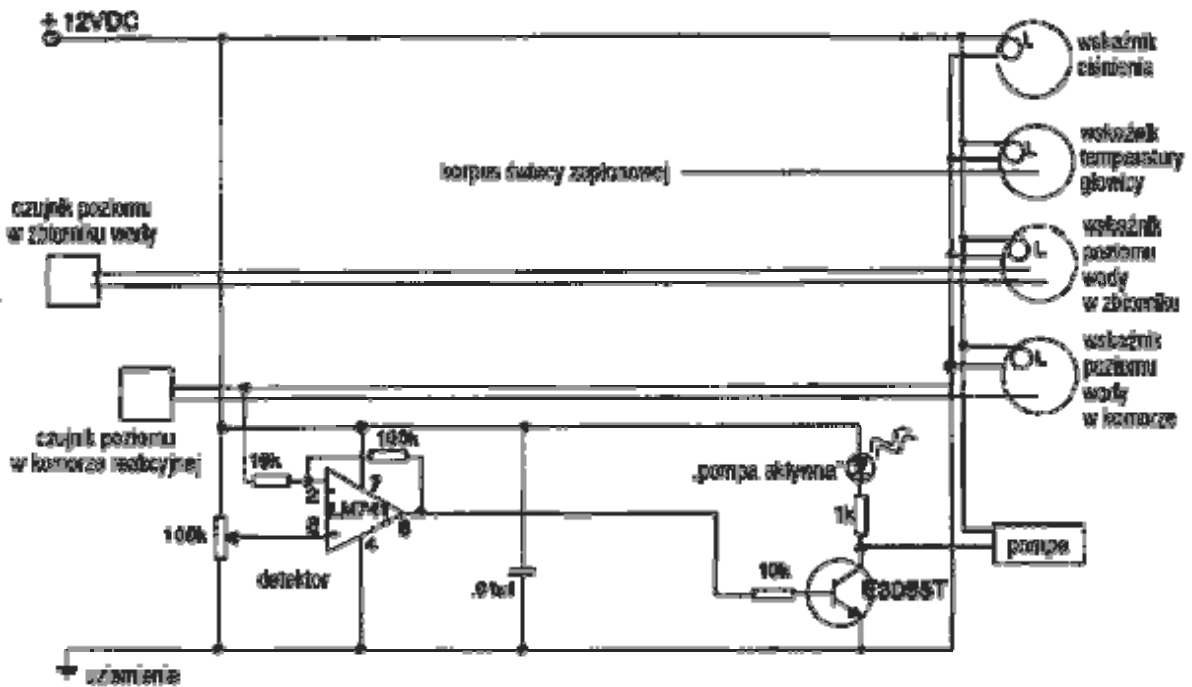 + 12VDC
wskaźnik
ciśnienia
wskaźnik
temperatury
głowicy
korpus świecy zapłonowej
czujnik poziomu
w zbiorniku wody
wskaźnik
poziomu
wody
w zbiorniku
wskaźnik
poziomu
wody
w komorze
czujnik poziomu
w komorze reakcyjnej
100k
10k
2
7
LM741
3
6
4
100k
detektor
.01uf
„pompa aktywna”
1k
10k
pompa
uziemienie
L
L
L
L